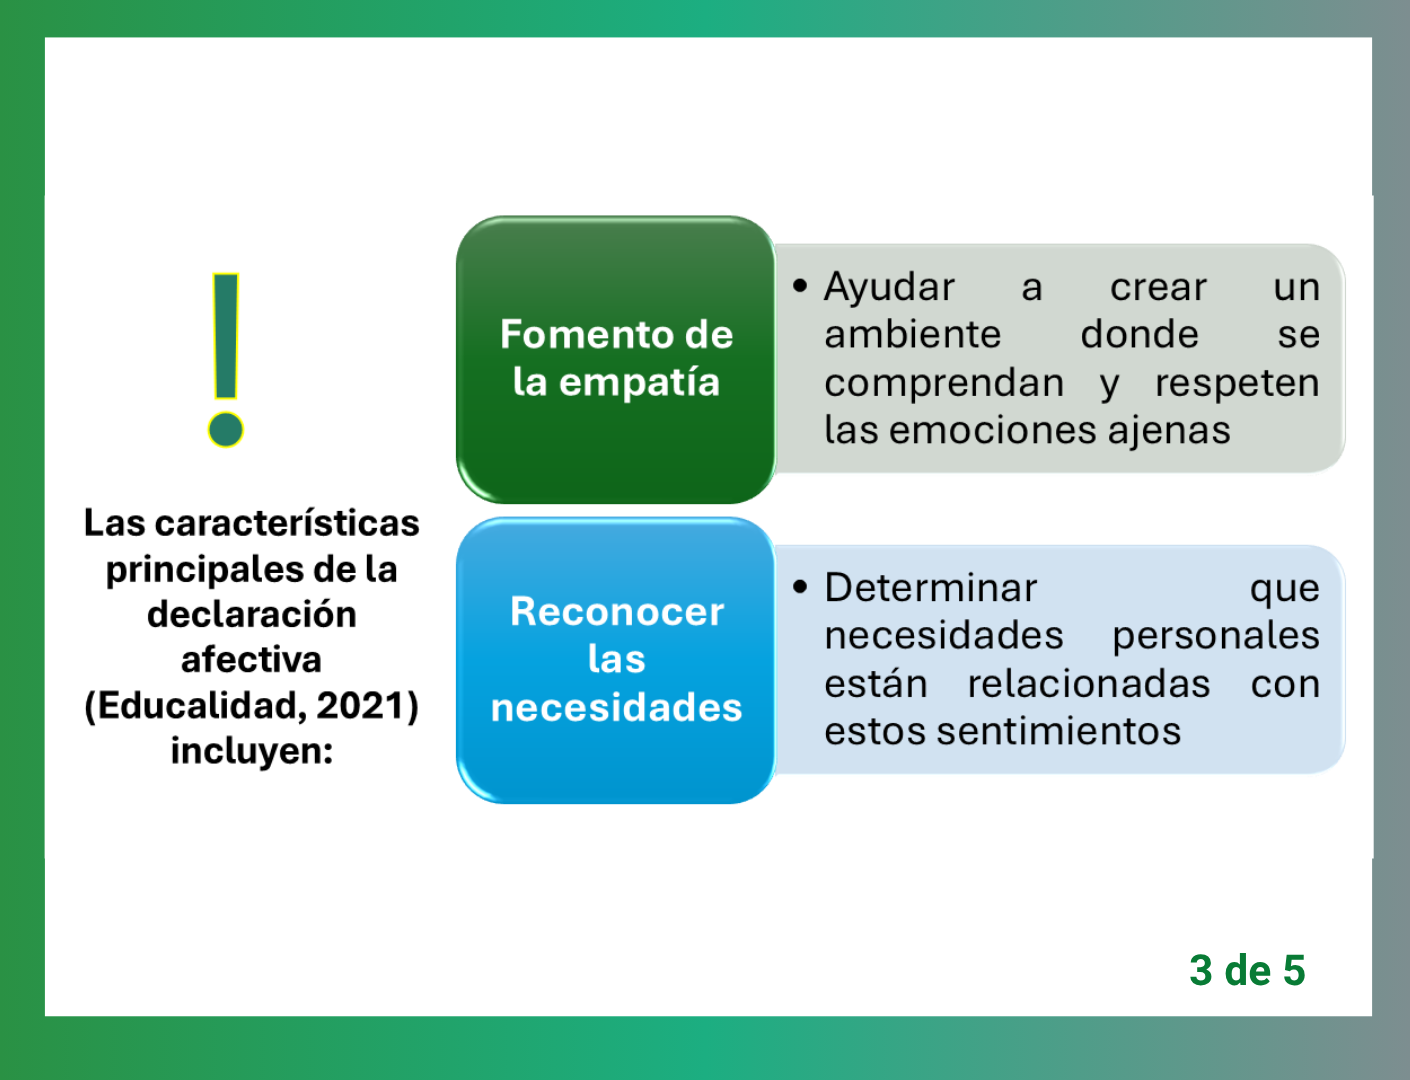 !
Las características
principales de la
declaración
afectiva
(Educalidad, 2021)
incluyen:
Fomento de
la empatía
• Ayudar a crear un
ambiente donde se
comprendan y respeten
las emociones ajenas
Reconocer
las
necesidades
• Determinar que
necesidades personales
están relacionadas con
estos sentimientos
3 de 5